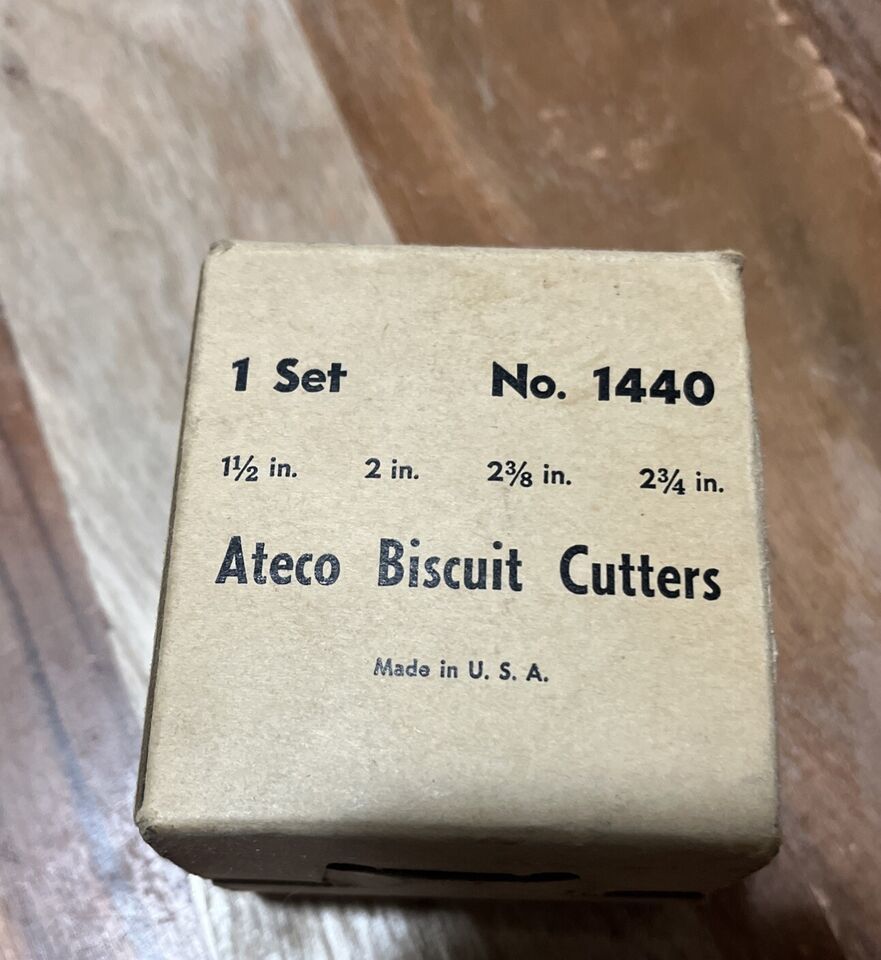 1 Set No. 1440
1½ in. 2 in. 2⅜ in. 2¾ in.
Ateco Biscuit Cutters
Made in U. S. A.